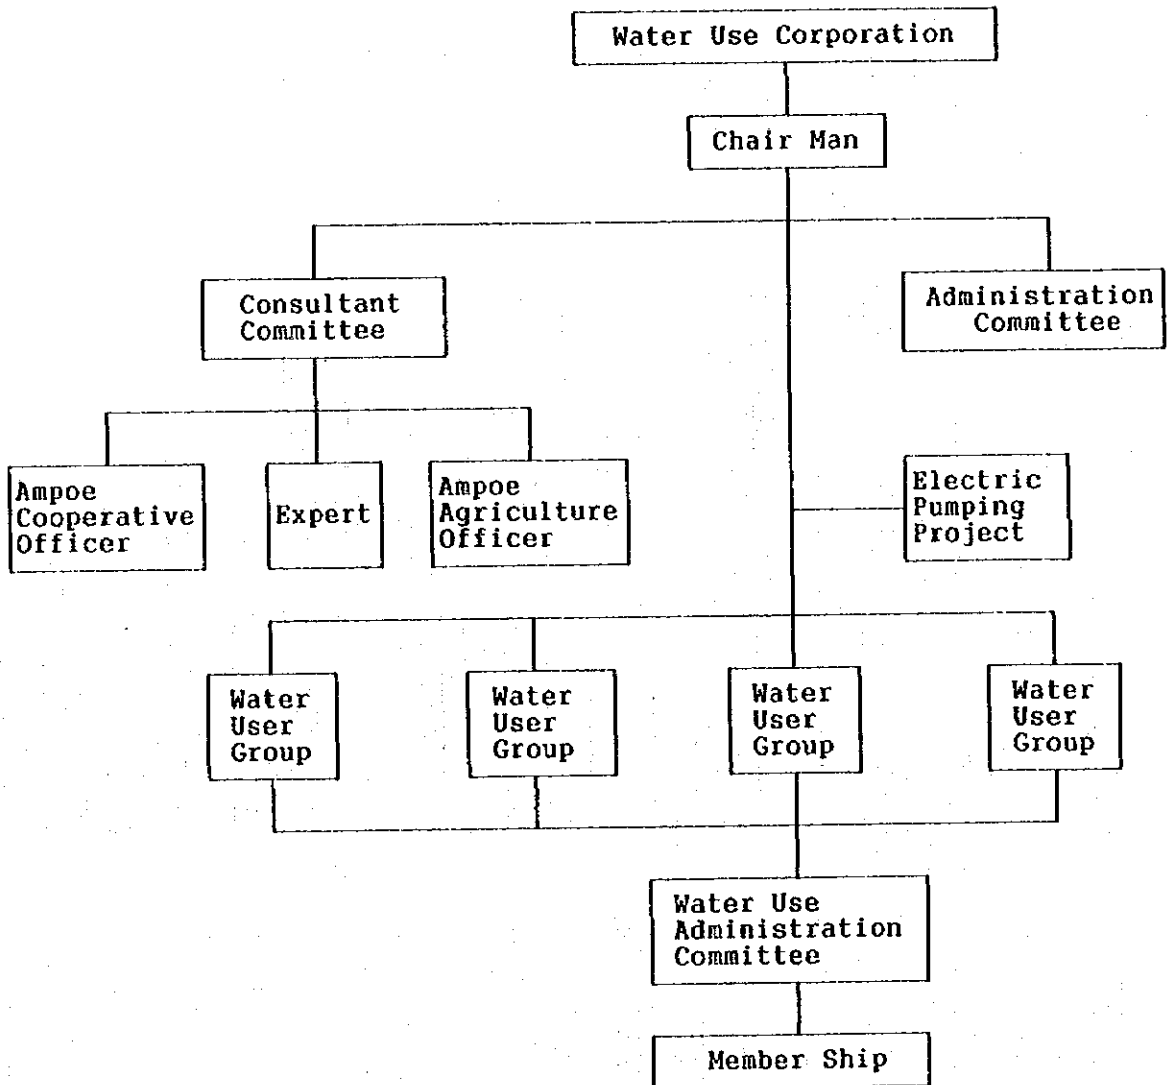 Water Use Corporation
Chair Man
Consultant
Committee
Administration
Committee
Ampoe
Cooperative
Officer
Expert
Ampoe
Agriculture
Officer
Electric
Pumping
Project
Water
User
Group
Water
User
Group
Water
User
Group
Water
User
Group
Water Use
Administration
Committee
Member Ship